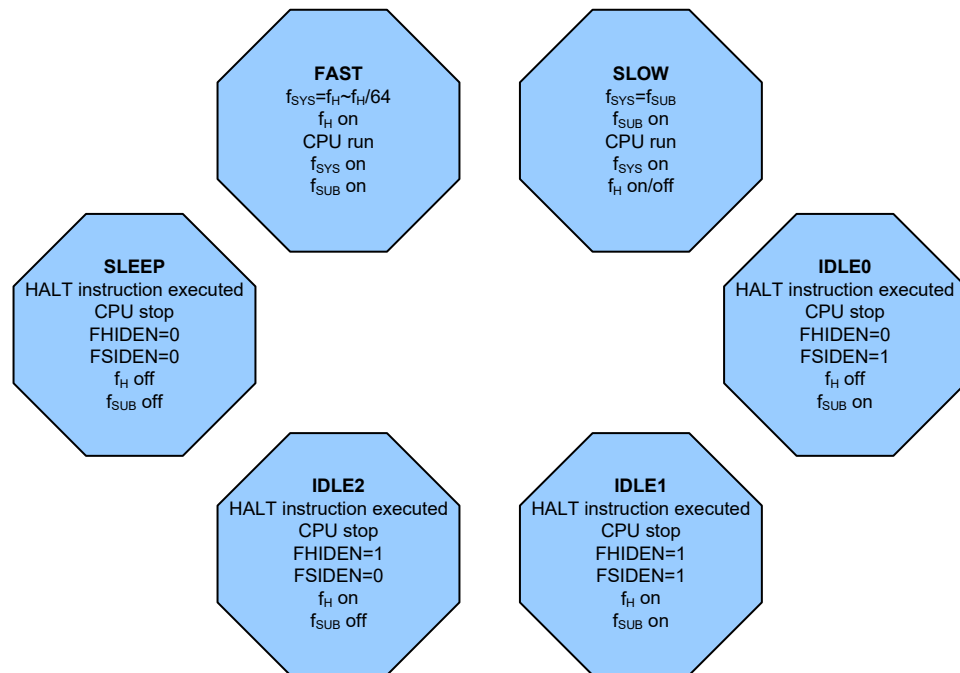 FAST
fSYS=fH~fH/64
fH on
CPU run
fSYS on
fSUB on
SLOW
fSYS=fSUB
fSUB on
CPU run
fSYS on
fH on/off
SLEEP
HALT instruction executed
CPU stop
FHIDEN=0
FSIDEN=0
fH off
fSUB off
IDLE0
HALT instruction executed
CPU stop
FHIDEN=0
FSIDEN=1
fH off
fSUB on
IDLE2
HALT instruction executed
CPU stop
FHIDEN=1
FSIDEN=0
fH on
fSUB off
IDLE1
HALT instruction executed
CPU stop
FHIDEN=1
FSIDEN=1
fH on
fSUB on